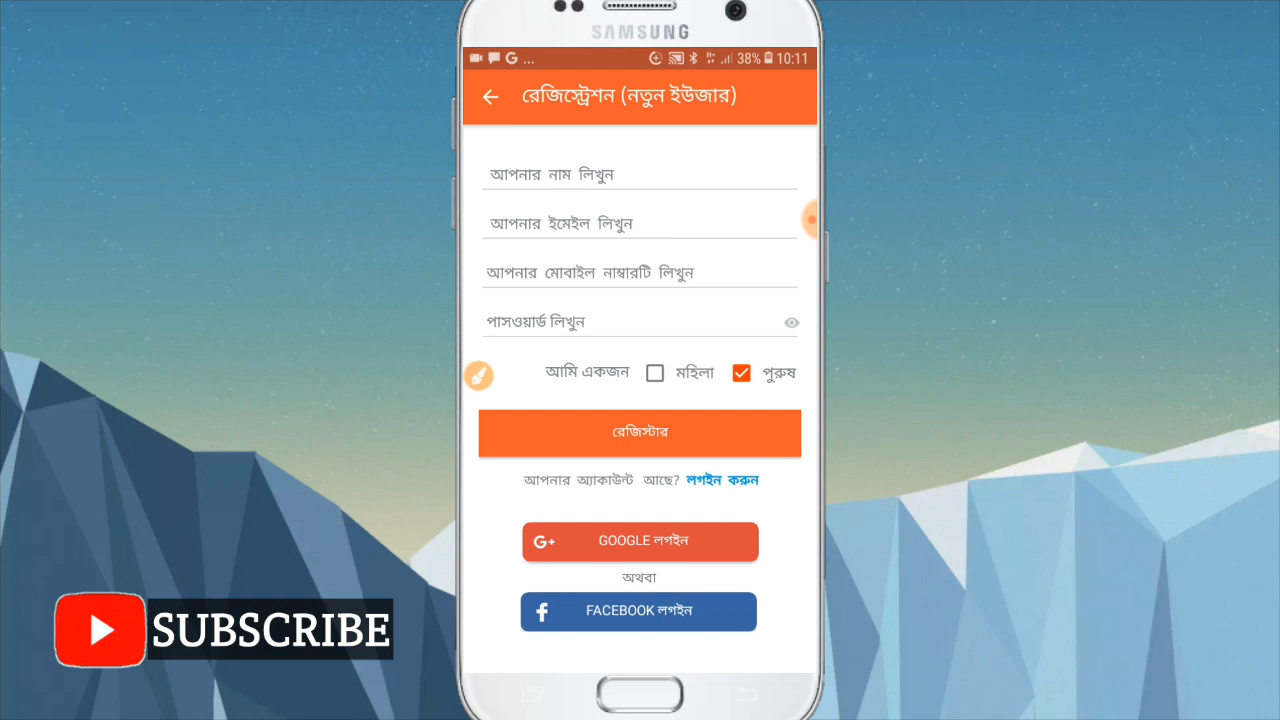 SAMSUNG
G ... 38% 10:11
রেজিস্ট্রেশন (নতুন ইউজার)
আপনার নাম লিখুন
আপনার ইমেইল লিখুন
আপনার মোবাইল নাম্বারটি লিখুন
পাসওয়ার্ড লিখুন
আমি একজন মহিলা পুরুষ
রেজিস্টার
আপনার অ্যাকাউন্ট আছে? লগইন করুন
G+ GOOGLE লগইন
অথবা
f FACEBOOK লগইন
SUBSCRIBE